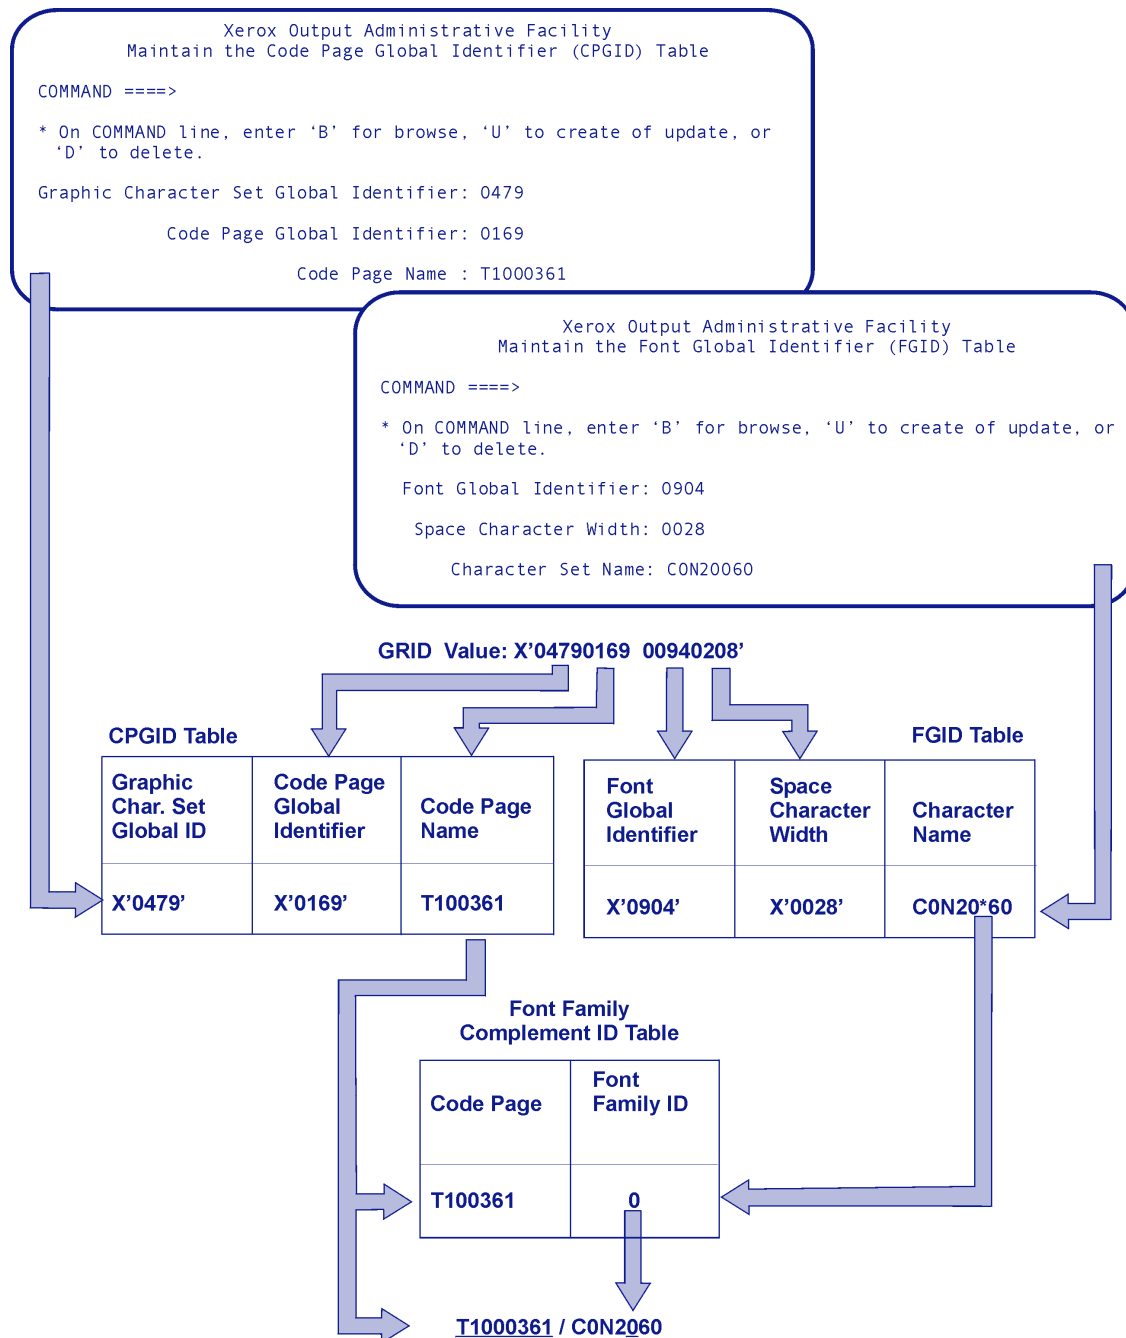 Xerox Output Administrative Facility
Maintain the Code Page Global Identifier (CPGID) Table
COMMAND ====>
* On COMMAND line, enter ‘B’ for browse, ‘U’ to create of update, or
‘D’ to delete.
Graphic Character Set Global Identifier: 0479
Code Page Global Identifier: 0169
Code Page Name : T1000361
Xerox Output Administrative Facility
Maintain the Font Global Identifier (FGID) Table
COMMAND ====>
* On COMMAND line, enter ‘B’ for browse, ‘U’ to create of update, or
‘D’ to delete.
Font Global Identifier: 0904
Space Character Width: 0028
Character Set Name: C0N20060
GRID Value: X’04790169 00940208’
CPGID Table
Graphic
Char. Set
Global ID
Code Page
Global
Identifier
Code Page
Name
X’0479’
X’0169’
T100361
FGID Table
Font
Global
Identifier
Space
Character
Width
Character
Name
X’0904’
X’0028’
C0N20*60
Font Family
Complement ID Table
Code Page
Font
Family ID
T100361
0
T1000361 / C0N2060